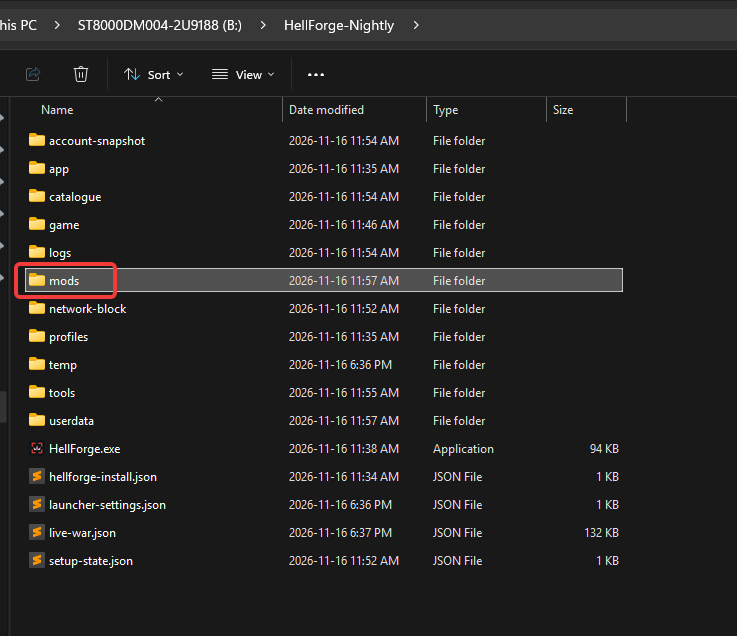 his PC > ST8000DM004-2U9188 (B:) > HellForge-Nightly >
Sort View ...
Name Date modified Type Size
account-snapshot 2026-11-16 11:54 AM File folder
app 2026-11-16 11:35 AM File folder
catalogue 2026-11-16 11:54 AM File folder
game 2026-11-16 11:46 AM File folder
logs 2026-11-16 11:54 AM File folder
mods 2026-11-16 11:57 AM File folder
network-block 2026-11-16 11:52 AM File folder
profiles 2026-11-16 11:35 AM File folder
temp 2026-11-16 6:36 PM File folder
tools 2026-11-16 11:55 AM File folder
userdata 2026-11-16 11:57 AM File folder
HellForge.exe 2026-11-16 11:38 AM Application 94 KB
hellforge-install.json 2026-11-16 11:34 AM JSON File 1 KB
launcher-settings.json 2026-11-16 6:36 PM JSON File 1 KB
live-war.json 2026-11-16 6:37 PM JSON File 132 KB
setup-state.json 2026-11-16 11:52 AM JSON File 1 KB